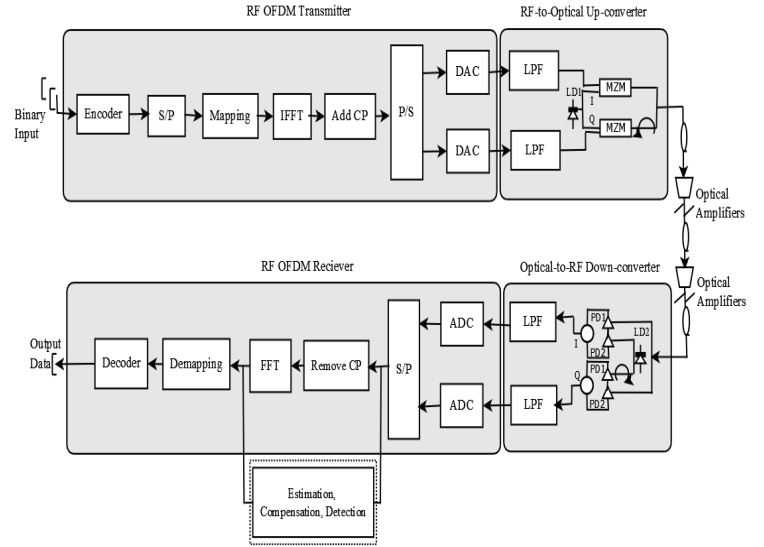 RF OFDM Transmitter
RF-to-Optical Up-converter
Binary
Input
Encoder
S/P
Mapping
IFFT
Add CP
P/S
DAC
DAC
LPF
LPF
LD1
MZM
I
Q
MZM
Optical
Amplifiers
Optical
Amplifiers
RF OFDM Reciever
Optical-to-RF Down-converter
Output
Data
Decoder
Demapping
FFT
Remove CP
S/P
ADC
ADC
LPF
LPF
I
Q
PD1
PD2
PD1
PD2
LD2
Estimation,
Compensation, Detection